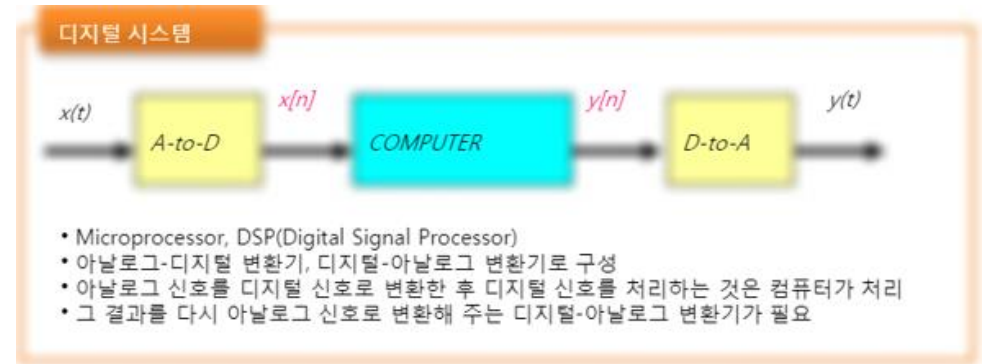 디지털 시스템
x(t) A-to-D x[n] COMPUTER y[n] D-to-A y(t)
• Microprocessor, DSP(Digital Signal Processor)
• 아날로그-디지털 변환기, 디지털-아날로그 변환기로 구성
• 아날로그 신호를 디지털 신호로 변환한 후 디지털 신호를 처리하는 것은 컴퓨터가 처리
• 그 결과를 다시 아날로그 신호로 변환해 주는 디지털-아날로그 변환기가 필요